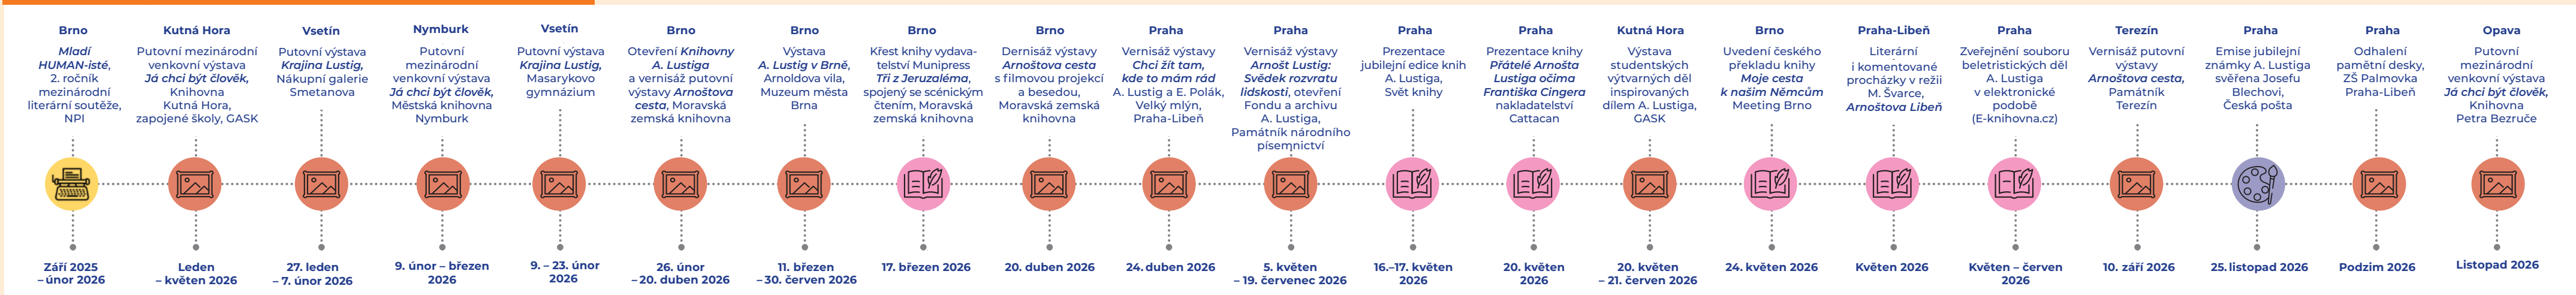 Brno
Mladí
HUMAN-isté,
2. ročník
mezinárodní
literární soutěže,
NPI
Září 2025
– únor 2026
Kutná Hora
Putovní mezinárodní
venkovní výstava
Já chci být člověk,
Knihovna
Kutná Hora,
zapojené školy, GASK
Leden
– květen 2026
Vsetín
Putovní výstava
Krajina Lustig,
Nákupní galerie
Smetanova
27. leden
– 7. únor 2026
Nymburk
Putovní
mezinárodní
venkovní výstava
Já chci být člověk,
Městská knihovna
Nymburk
9. únor – březen
2026
Vsetín
Putovní výstava
Krajina Lustig,
Masarykovo
gymnázium
9. – 23. únor
2026
Brno
Otevření Knihovny
A. Lustiga
a vernisáž putovní
výstavy Arnoštova
cesta, Moravská
zemská knihovna
26. únor
– 20. duben 2026
Brno
Výstava
A. Lustig v Brně,
Arnoldova vila,
Muzeum města
Brna
11. březen
– 30. červen 2026
Brno
Křest knihy vydava-
telství Munipress
Tři z Jeruzaléma,
spojený se scénickým
čtením, Moravská
zemská knihovna
17. březen 2026
Brno
Dernisáž výstavy
Arnoštova cesta
s filmovou projekcí
a besedou,
Moravská zemská
knihovna
20. duben 2026
Praha
Vernisáž výstavy
Chci žít tam,
kde to mám rád
A. Lustig a E. Polák,
Velký mlýn,
Praha-Libeň
24. duben 2026
Praha
Vernisáž výstavy
Arnošt Lustig:
Svědek rozvratu
lidskosti, otevření
Fondu a archivu
A. Lustiga,
Památník národního
písemnictví
5. květen
– 19. červenec 2026
Praha
Prezentace
jubilejní edice knih
A. Lustiga,
Svět knihy
16.–17. květen
2026
Praha
Prezentace knihy
Přátelé Arnošta
Lustiga očima
Františka Cingera
nakladatelství
Cattacan
20. květen
2026
Kutná Hora
Výstava
studentských
výtvarných děl
inspirovaných
dílem A. Lustiga,
GASK
20. květen
– 21. červen 2026
Brno
Uvedení českého
překladu knihy
Moje cesta
k našim Němcům
Meeting Brno
24. květen 2026
Praha-Libeň
Literární
i komentované
procházky v režii
M. Švarce,
Arnoštova Libeň
Květen 2026
Praha
Zveřejnění souboru
beletristických děl
A. Lustiga
v elektronické
podobě
(E-knihovna.cz)
Květen – červen
2026
Terezín
Vernisáž putovní
výstavy
Arnoštova cesta,
Památník
Terezín
10. září 2026
Praha
Emise jubilejní
známky A. Lustiga
svěřena Josefu
Blechovi,
Česká pošta
25. listopad 2026
Praha
Odhalení
pamětní desky,
ZŠ Palmovka
Praha-Libeň
Podzim 2026
Opava
Putovní
mezinárodní
venkovní výstava
Já chci být člověk,
Knihovna
Petra Bezruče
Listopad 2026